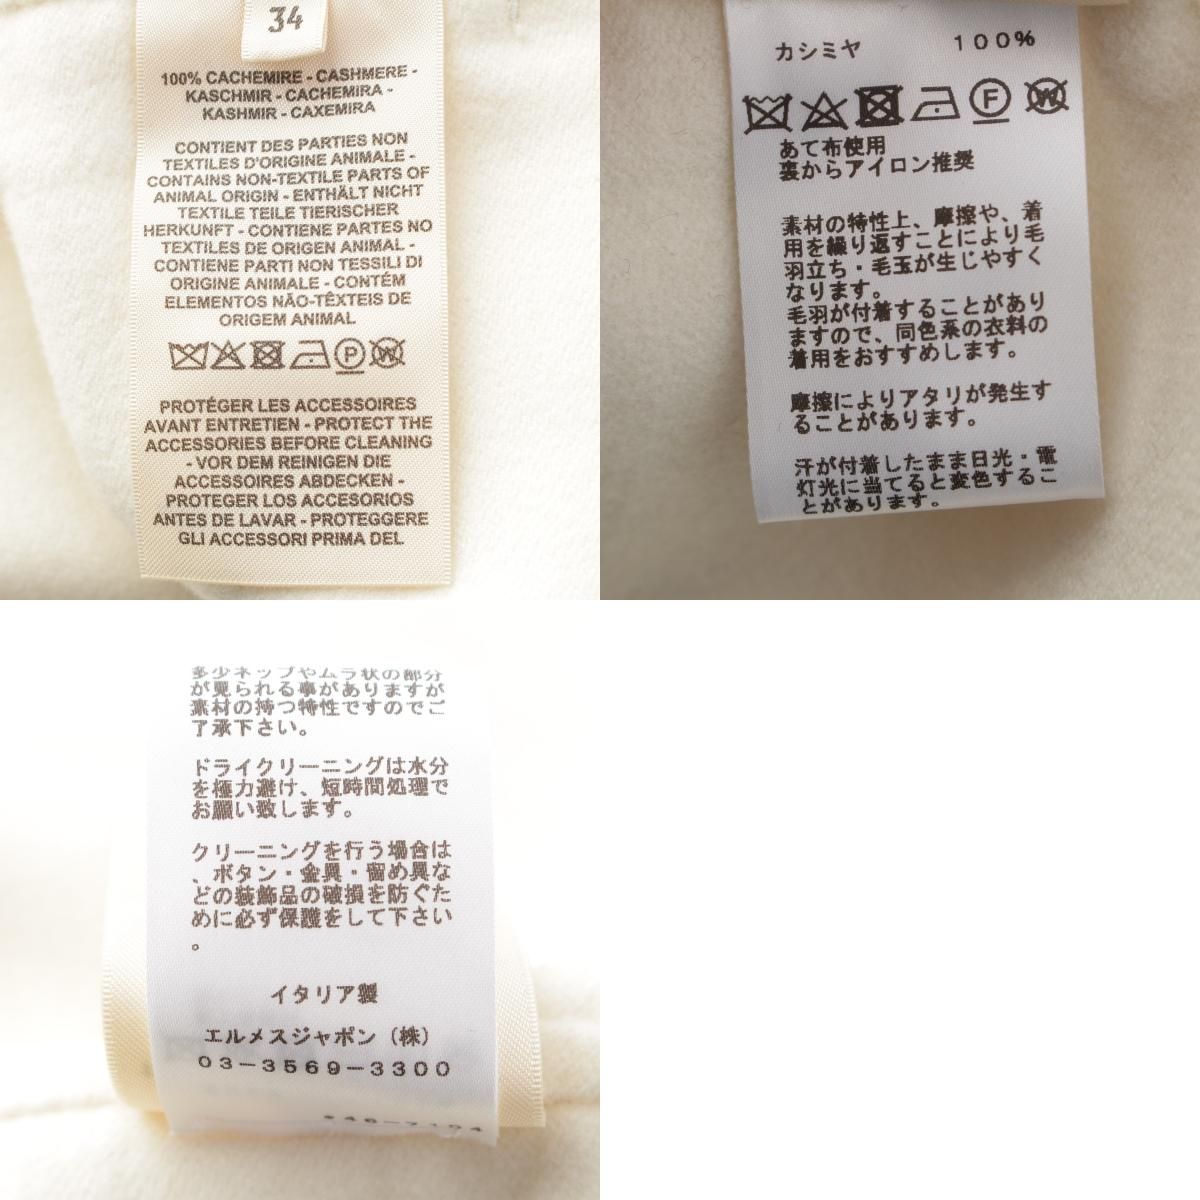 34
100% CACHEMIRE - CASHMERE -
KASCHMIR - CACHEMIRA -
KASHMIR - CAXEMIRA
CONTIENT DES PARTIES NON
TEXTILES D'ORIGINE ANIMALE -
CONTAINS NON-TEXTILE PARTS OF
ANIMAL ORIGIN - ENTHÄLT NICHT
TEXTILE TEILE TIERISCHER
HERKUNFT - CONTIENE PARTES NO
TEXTILES DE ORIGEN ANIMAL -
CONTIENE PARTI NON TESSILI DI
ORIGINE ANIMALE - CONTÉM
ELEMENTOS NÃO-TÊXTEIS DE
ORIGEM ANIMAL
P W
PROTÉGER LES ACCESSOIRES
AVANT ENTRETIEN - PROTECT THE
ACCESSORIES BEFORE CLEANING
- VOR DEM REINIGEN DIE
ACCESSOIRES ABDECKEN -
PROTEGER LOS ACCESORIOS
ANTES DE LAVAR - PROTEGGERE
GLI ACCESSORI PRIMA DEL
カシミヤ 100%
F W
あて布使用
裏からアイロン推奨
素材の特性上、摩擦や、着
用を繰り返すことにより毛
羽立ち・毛玉が生じやすく
なります。
毛羽が付着することがあり
ますので、同色系の衣料の
着用をおすすめします。
摩擦によりアタリが発生す
ることがあります。
汗が付着したまま日光・電
灯光に当てると変色するこ
とがあります。
多少ネップやムラ状の部分
が見られる事がありますが
素材の持つ特性ですのでご
了承下さい。
ドライクリーニングは水分
を極力避け、短時間処理で
お願い致します。
クリーニングを行う場合は
、ボタン・金具・留め具な
どの装飾品の破損を防ぐた
めに必ず保護をして下さい
。
イタリア製
エルメスジャポン（株）
03-3569-3300